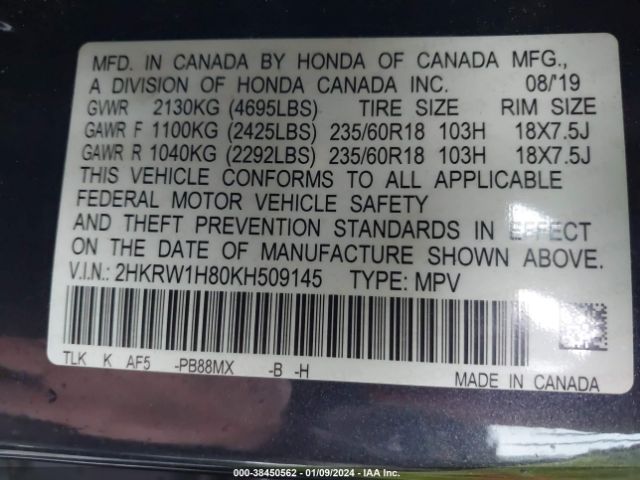 MFD. IN CANADA BY HONDA OF CANADA MFG.,
A DIVISION OF HONDA CANADA INC. 08/'19
GVWR 2130KG (4695LBS) TIRE SIZE RIM SIZE
GAWR F 1100KG (2425LBS) 235/60R18 103H 18X7.5J
GAWR R 1040KG (2292LBS) 235/60R18 103H 18X7.5J
THIS VEHICLE CONFORMS TO ALL APPLICABLE
FEDERAL MOTOR VEHICLE SAFETY
AND THEFT PREVENTION STANDARDS IN EFFECT
ON THE DATE OF MANUFACTURE SHOWN ABOVE.
V.I.N.: 2HKRW1H80KH509145 TYPE: MPV
TLK K AF5 -PB88MX -B -H
MADE IN CANADA
000-38450562 - 01/09/2024 - IAA Inc.